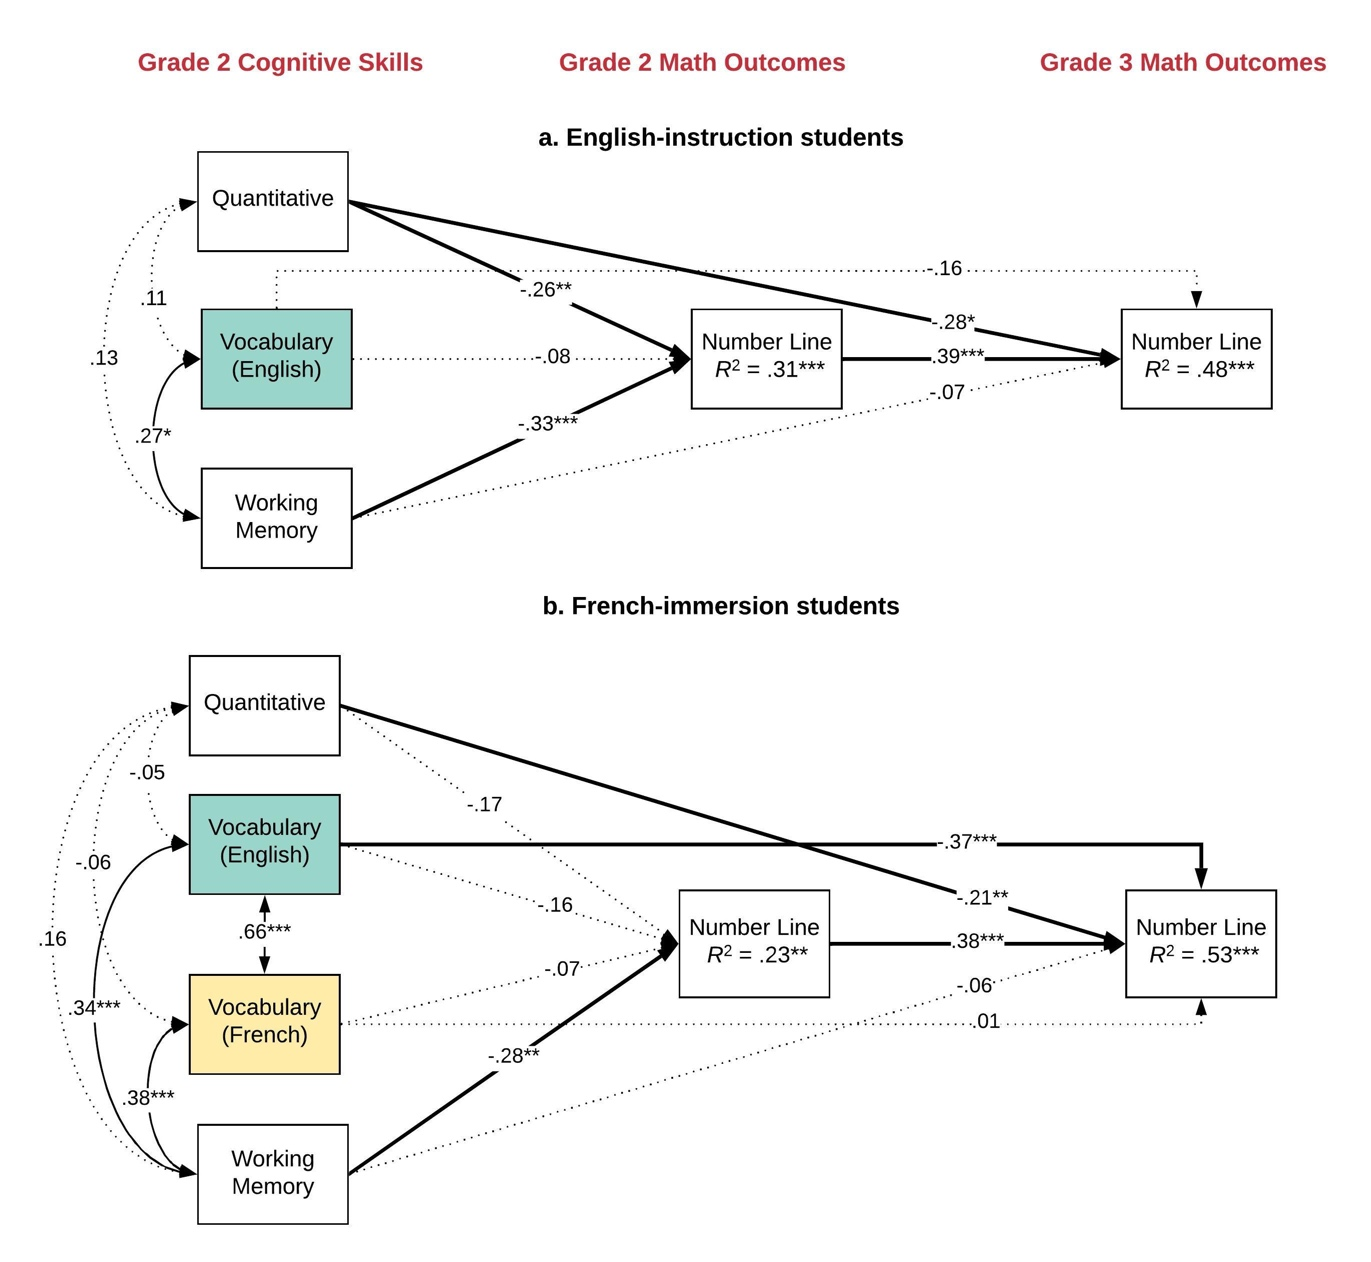 Grade 2 Cognitive Skills
Grade 2 Math Outcomes
Grade 3 Math Outcomes
a. English-instruction students
Quantitative
-.16
-.26**
.11
-.28*
Vocabulary
(English)
Number Line
R² = .31***
Number Line
R² = .48***
.13
-.08
.39***
-.07
.27*
-.33***
Working
Memory
b. French-immersion students
Quantitative
-.05
-.17
Vocabulary
(English)
-.37***
-.06
-.16
-.21**
.66***
.16
Number Line
R² = .23**
.38***
Number Line
R² = .53***
-.07
-.06
.34***
Vocabulary
(French)
.01
-.28**
.38***
Working
Memory